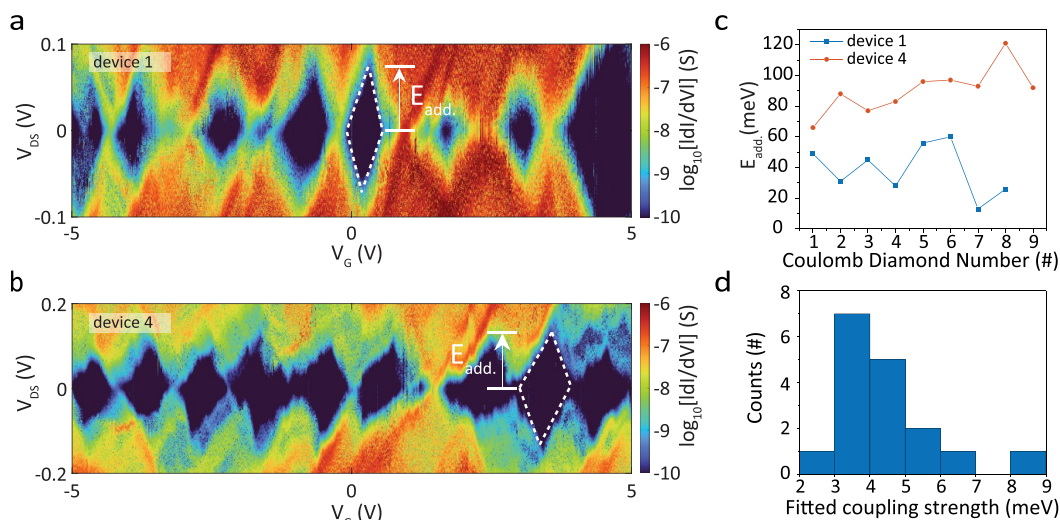 a
0.1
0
-0.1
V_DS (V)
device 1
E_add.
-5
0
5
V_G (V)
-6
-7
-8
-9
-10
log₁₀[|dI/dV|] (S)
b
0.2
0
-0.2
V_DS (V)
device 4
E_add.
-5
0
5
V_G (V)
-6
-7
-8
-9
-10
log₁₀[|dI/dV|] (S)
c
device 1
device 4
120
100
80
60
40
20
0
E_add.(meV)
1 2 3 4 5 6 7 8 9
Coulomb Diamond Number (#)
d
8
6
4
2
0
Counts (#)
2 3 4 5 6 7 8 9
Fitted coupling strength (meV)